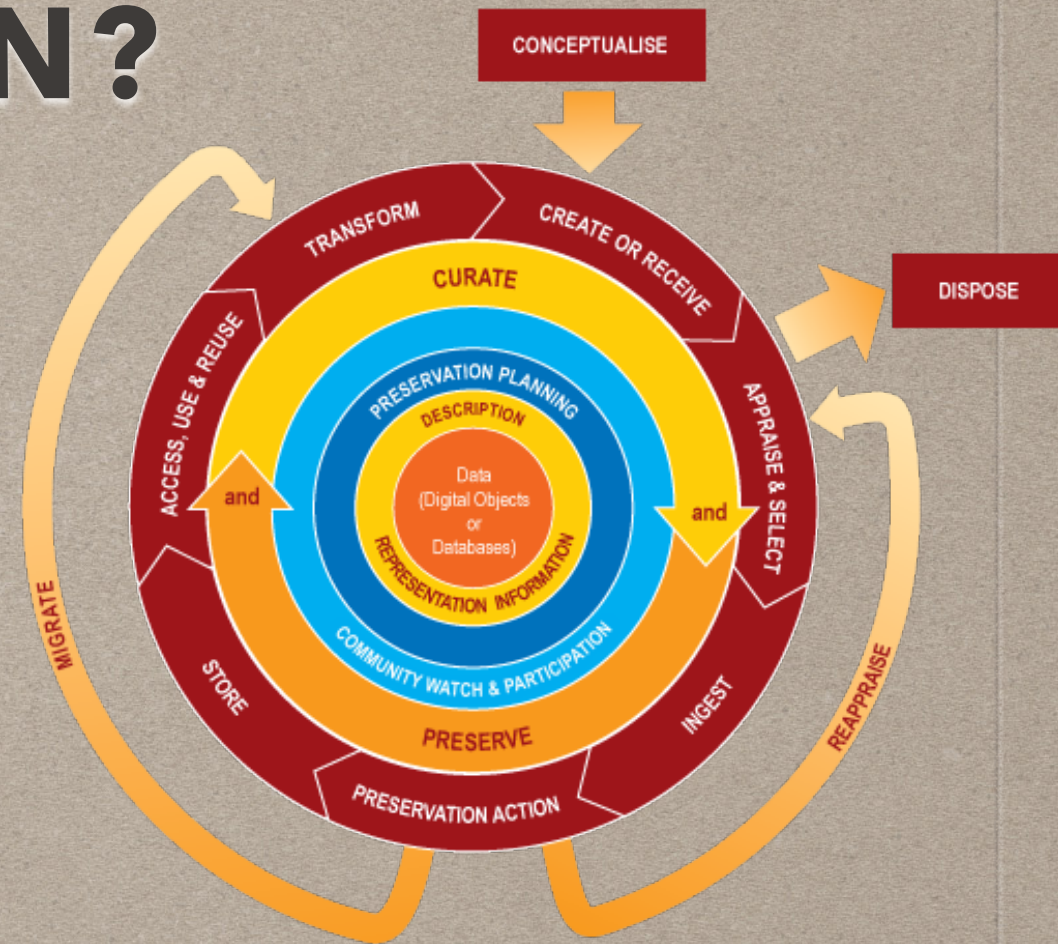 N?
CONCEPTUALISE
TRANSFORM
CREATE OR RECEIVE
DISPOSE
CURATE
ACCESS, USE & REUSE
APPRAISE & SELECT
PRESERVATION PLANNING
DESCRIPTION
Data
(Digital Objects
or
Databases)
and
and
REPRESENTATION INFORMATION
COMMUNITY WATCH & PARTICIPATION
MIGRATE
STORE
INGEST
REAPPRAISE
PRESERVE
PRESERVATION ACTION